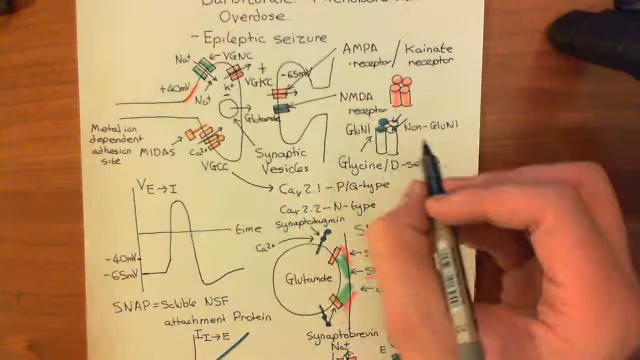 Overdose.
- Epileptic seizure
Na+
VGNC
+
VGKC
K+
+40mV
Na+
-65mV
AMPA / Kainate
receptor receptor
NMDA
receptor
Glutamate
GluN1
Non-GluN1
Metal ion
dependent
adhesion
site
MIDAS
Ca2+
VGCC
Synaptic
Vesicles
Glycine/D-se
Cav2.1 - P/Q-type
Cav2.2 - N-type
VE→I
time
-40mV
-65mV
Synaptotagmin
Ca2+
Glutamate
Synaptobrevin
Na+
E
SNAP = Soluble NSF
attachment Protein
II→E